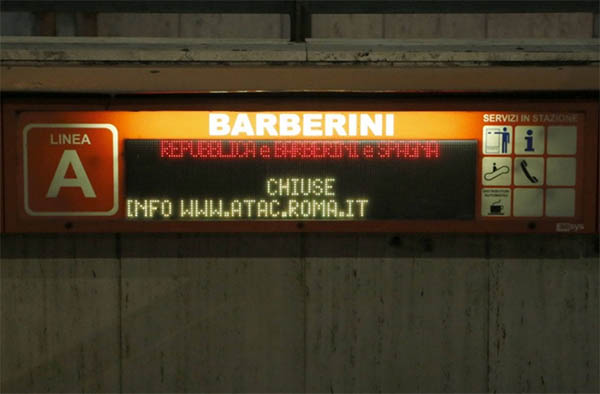 BARBERINI
SERVIZI IN STAZIONE
LINEA
A
REPUBBLICA e BARBERINI e SPAGNA
CHIUSE
INFO WWW.ATAC.ROMA.IT
i